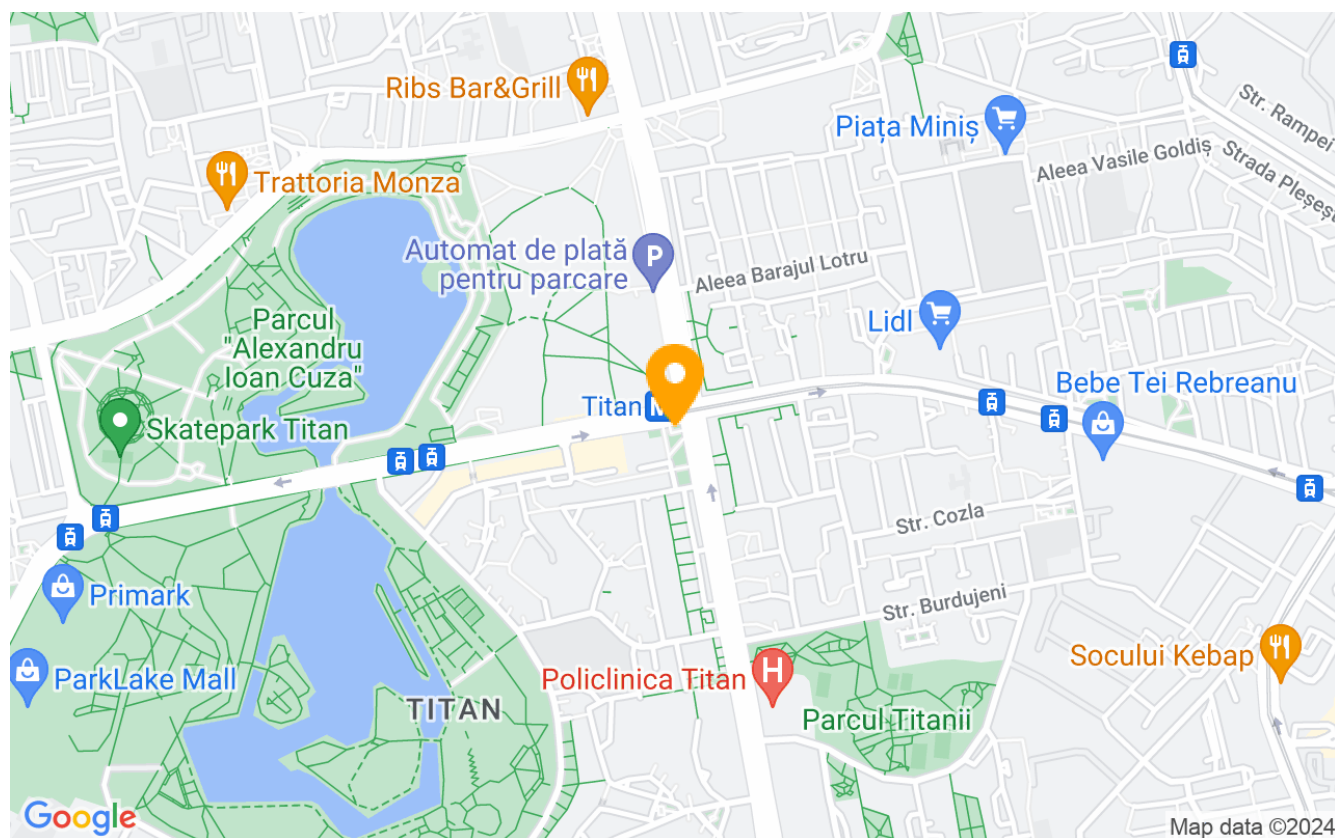 Ribs Bar&Grill
Piața Miniș
Str. Rampei
Aleea Vasile Goldiș
Trattoria Monza
Automat de plată
pentru parcare
Aleea Barajul Lotru
Parcul
"Alexandru
Ioan Cuza"
Lidl
Bebe Tei Rebreanu
Titan
Skatepark Titan
Str. Cozla
Primark
Str. Burdujeni
ParkLake Mall
Policlinica Titan
Socului Kebap
TITAN
Parcul Titanii
Google
Map data ©2024
P
H
Strada